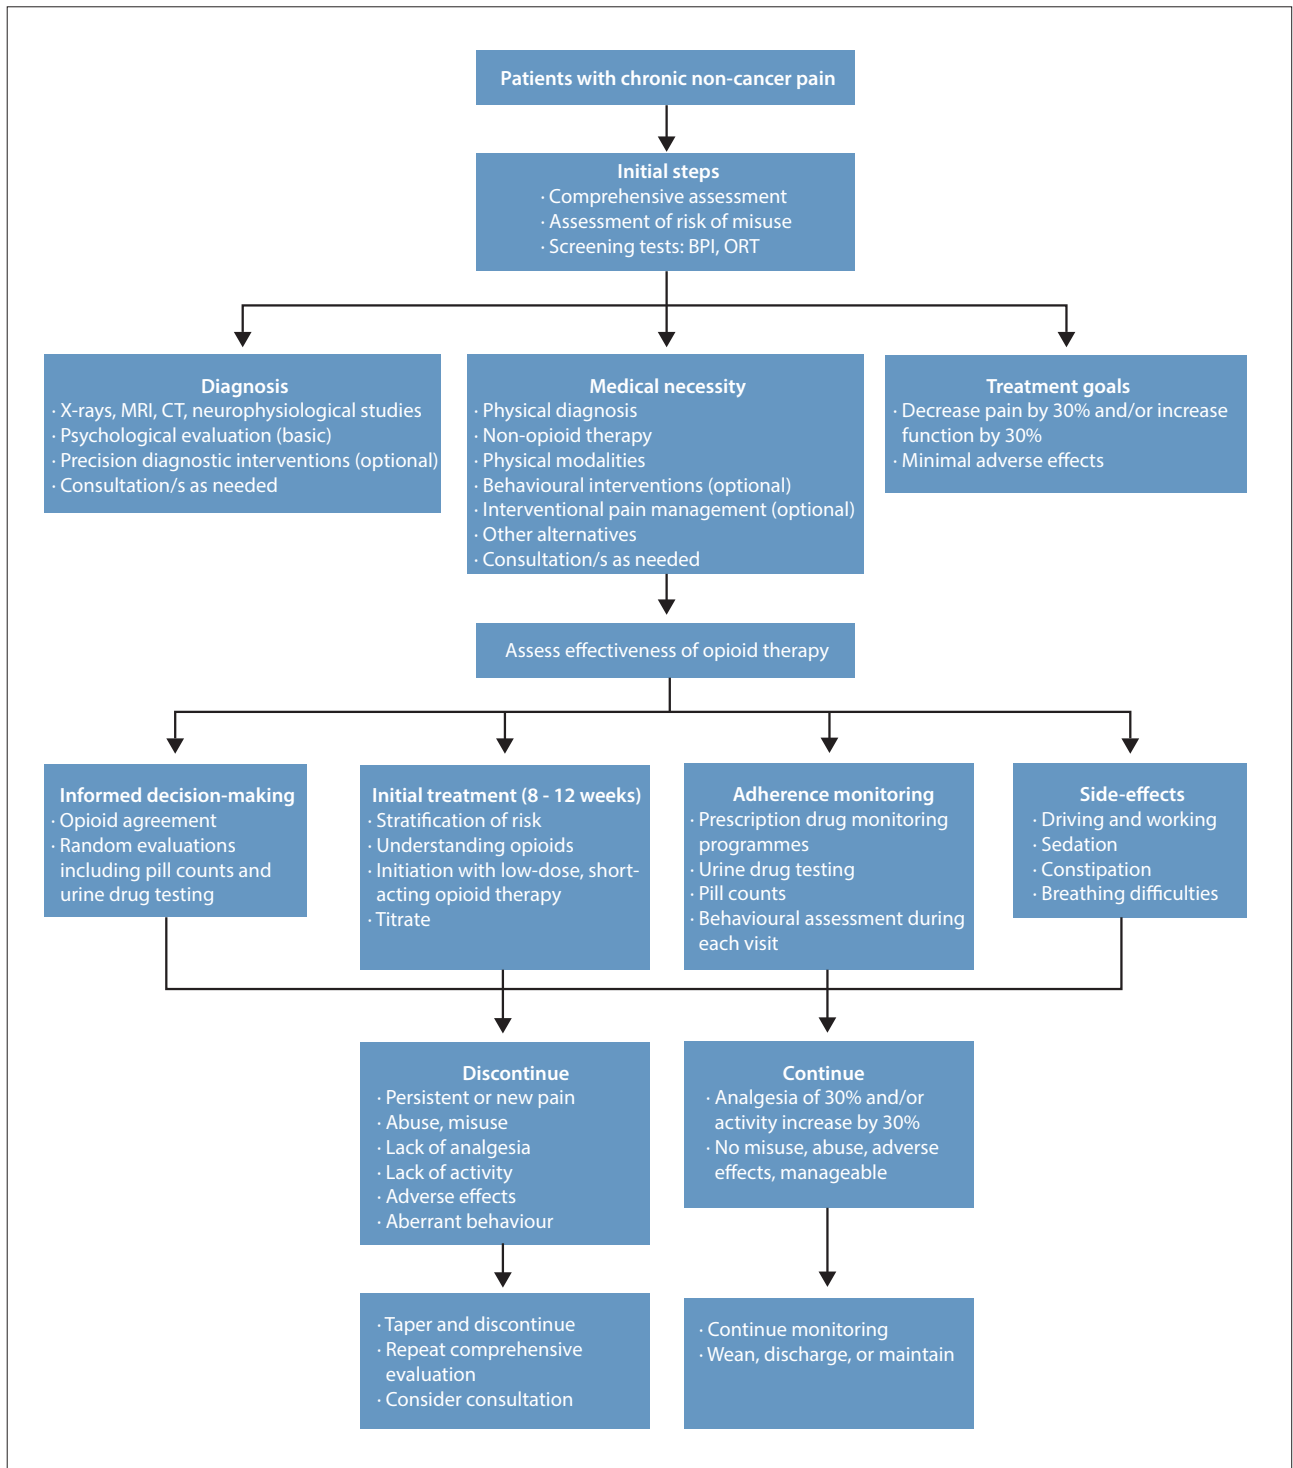 Patients with chronic non-cancer pain
Initial steps
· Comprehensive assessment
· Assessment of risk of misuse
· Screening tests: BPI, ORT
Diagnosis
· X-rays, MRI, CT, neurophysiological studies
· Psychological evaluation (basic)
· Precision diagnostic interventions (optional)
· Consultation/s as needed
Medical necessity
· Physical diagnosis
· Non-opioid therapy
· Physical modalities
· Behavioural interventions (optional)
· Interventional pain management (optional)
· Other alternatives
· Consultation/s as needed
Treatment goals
· Decrease pain by 30% and/or increase
function by 30%
· Minimal adverse effects
Assess effectiveness of opioid therapy
Informed decision-making
· Opioid agreement
· Random evaluations
including pill counts and
urine drug testing
Initial treatment (8 - 12 weeks)
· Stratification of risk
· Understanding opioids
· Initiation with low-dose, short-
acting opioid therapy
· Titrate
Adherence monitoring
· Prescription drug monitoring
programmes
· Urine drug testing
· Pill counts
· Behavioural assessment during
each visit
Side-effects
· Driving and working
· Sedation
· Constipation
· Breathing difficulties
Discontinue
· Persistent or new pain
· Abuse, misuse
· Lack of analgesia
· Lack of activity
· Adverse effects
· Aberrant behaviour
Continue
· Analgesia of 30% and/or
activity increase by 30%
· No misuse, abuse, adverse
effects, manageable
· Taper and discontinue
· Repeat comprehensive
evaluation
· Consider consultation
· Continue monitoring
· Wean, discharge, or maintain